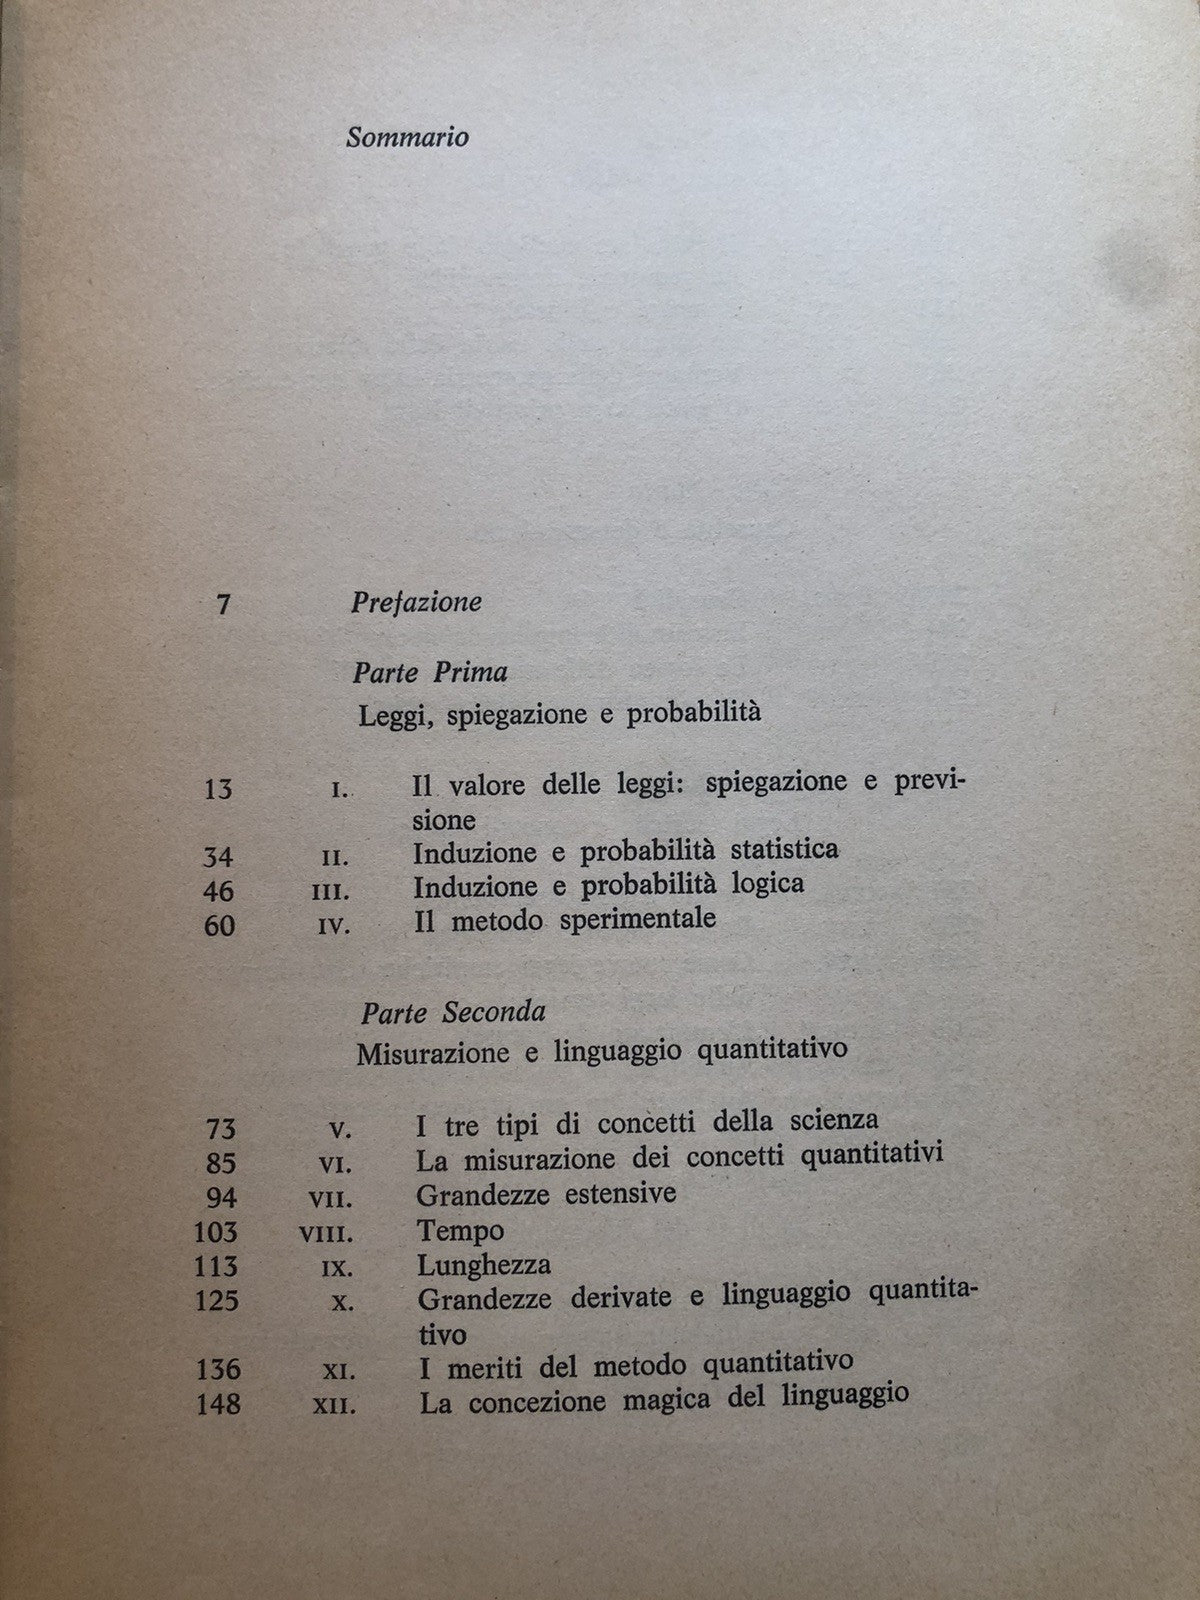 Sommario
7 Prefazione
Parte Prima
Leggi, spiegazione e probabilità
13 I. Il valore delle leggi: spiegazione e previ-
sione
34 II. Induzione e probabilità statistica
46 III. Induzione e probabilità logica
60 IV. Il metodo sperimentale
Parte Seconda
Misurazione e linguaggio quantitativo
73 V. I tre tipi di concetti della scienza
85 VI. La misurazione dei concetti quantitativi
94 VII. Grandezze estensive
103 VIII. Tempo
113 IX. Lunghezza
125 X. Grandezze derivate e linguaggio quantita-
tivo
136 XI. I meriti del metodo quantitativo
148 XII. La concezione magica del linguaggio